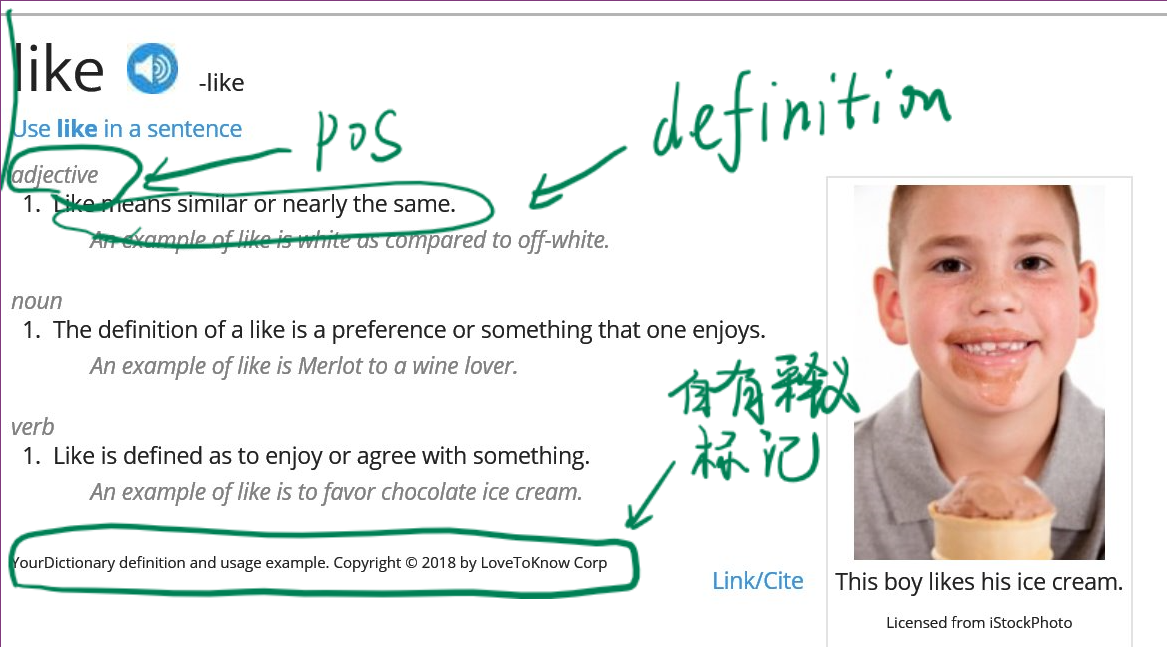 like -like
Use like in a sentence
POS
definition
adjective
1. Like means similar or nearly the same.
An example of like is white as compared to off-white.
noun
1. The definition of a like is a preference or something that one enjoys.
An example of like is Merlot to a wine lover.
自有释义
标记
verb
1. Like is defined as to enjoy or agree with something.
An example of like is to favor chocolate ice cream.
YourDictionary definition and usage example. Copyright © 2018 by LoveToKnow Corp
Link/Cite
This boy likes his ice cream.
Licensed from iStockPhoto